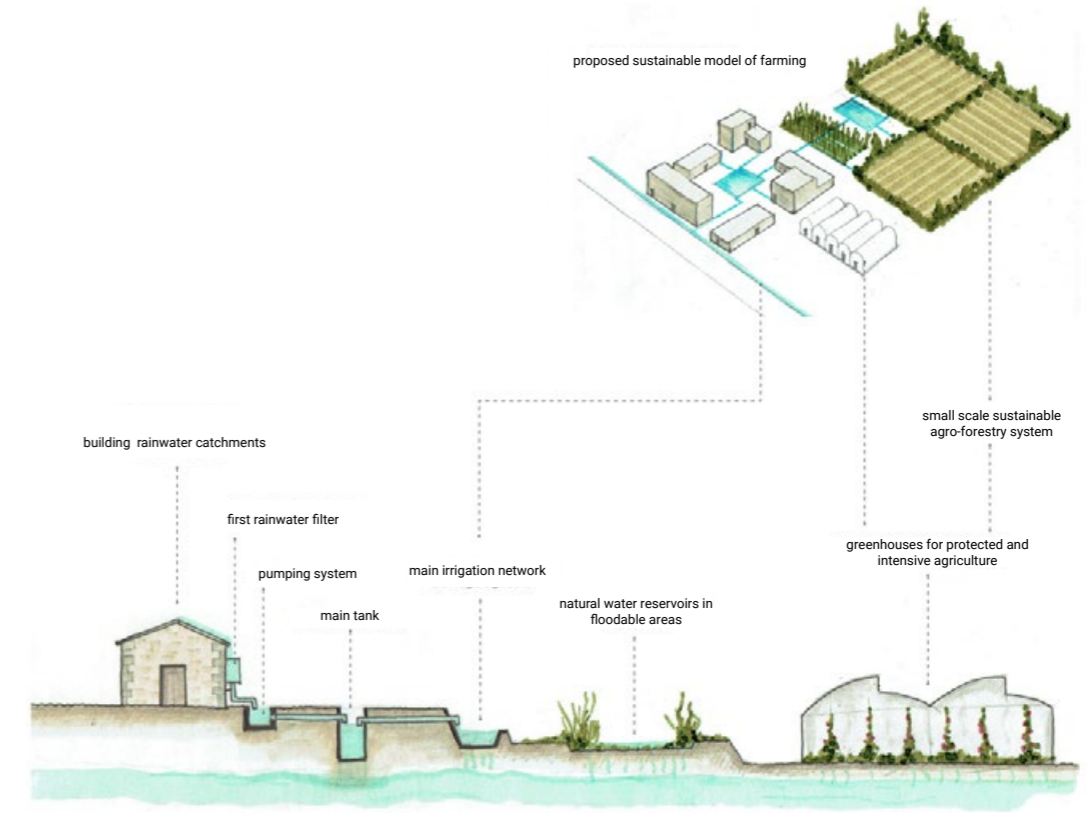 proposed sustainable model of farming
small scale sustainable
agro-forestry system
building rainwater catchments
first rainwater filter
pumping system
main tank
main irrigation network
natural water reservoirs in
floodable areas
greenhouses for protected and
intensive agriculture